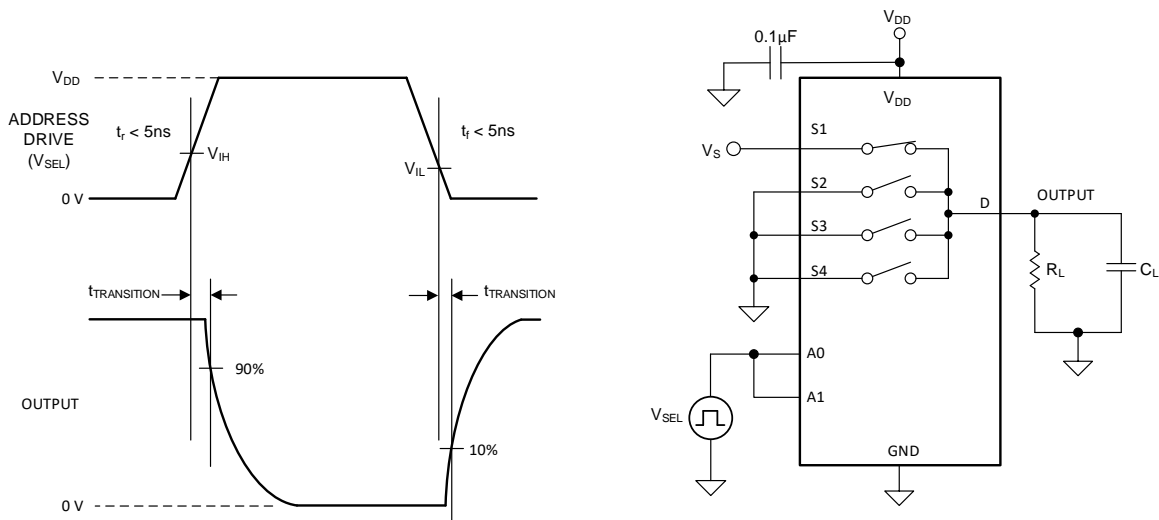 VDD
ADDRESS
DRIVE
(VSEL)
tr < 5ns
tf < 5ns
VIH
VIL
0 V
tTRANSITION
tTRANSITION
90%
OUTPUT
10%
0 V
VDD
0.1µF
VDD
VS
S1
S2
S3
S4
D
OUTPUT
RL
CL
A0
A1
VSEL
GND